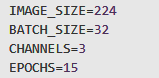 IMAGE_SIZE=224
BATCH_SIZE=32
CHANNELS=3
EPOCHS=15